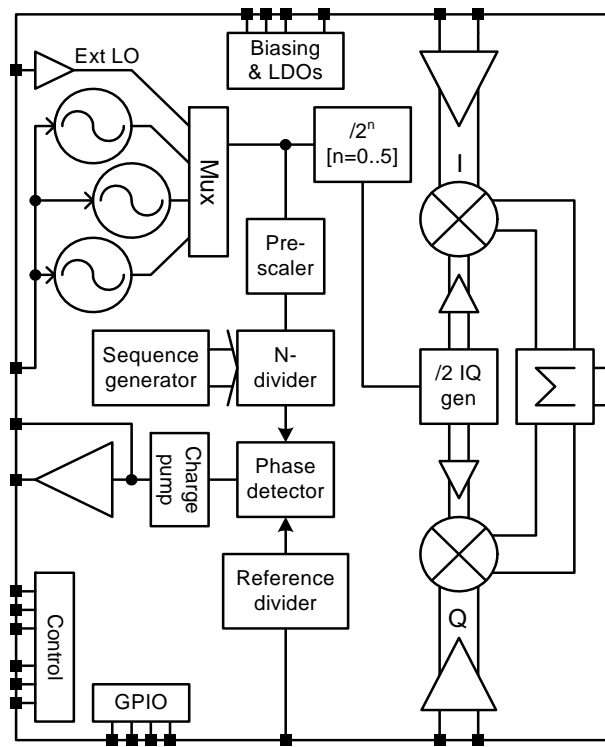 Ext LO
Biasing
& LDOs
Mux
/2ⁿ
[n=0..5]
I
Pre-
scaler
Sequence
generator
N-
divider
/2 IQ
gen
Σ
Charge
pump
Phase
detector
Reference
divider
Q
Control
GPIO